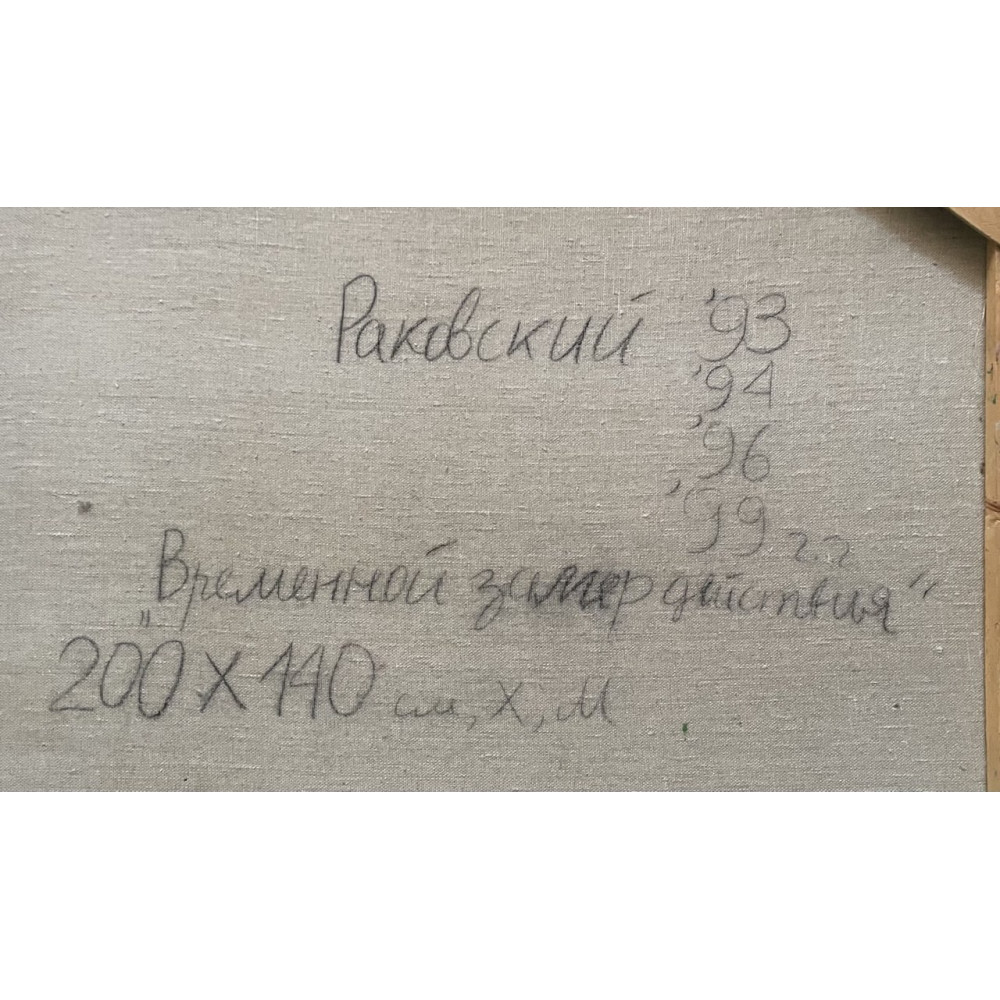 Раковский '93
'94
'96
'99 г.г
„Временной замер действия"
200 х 140 см, Х, М